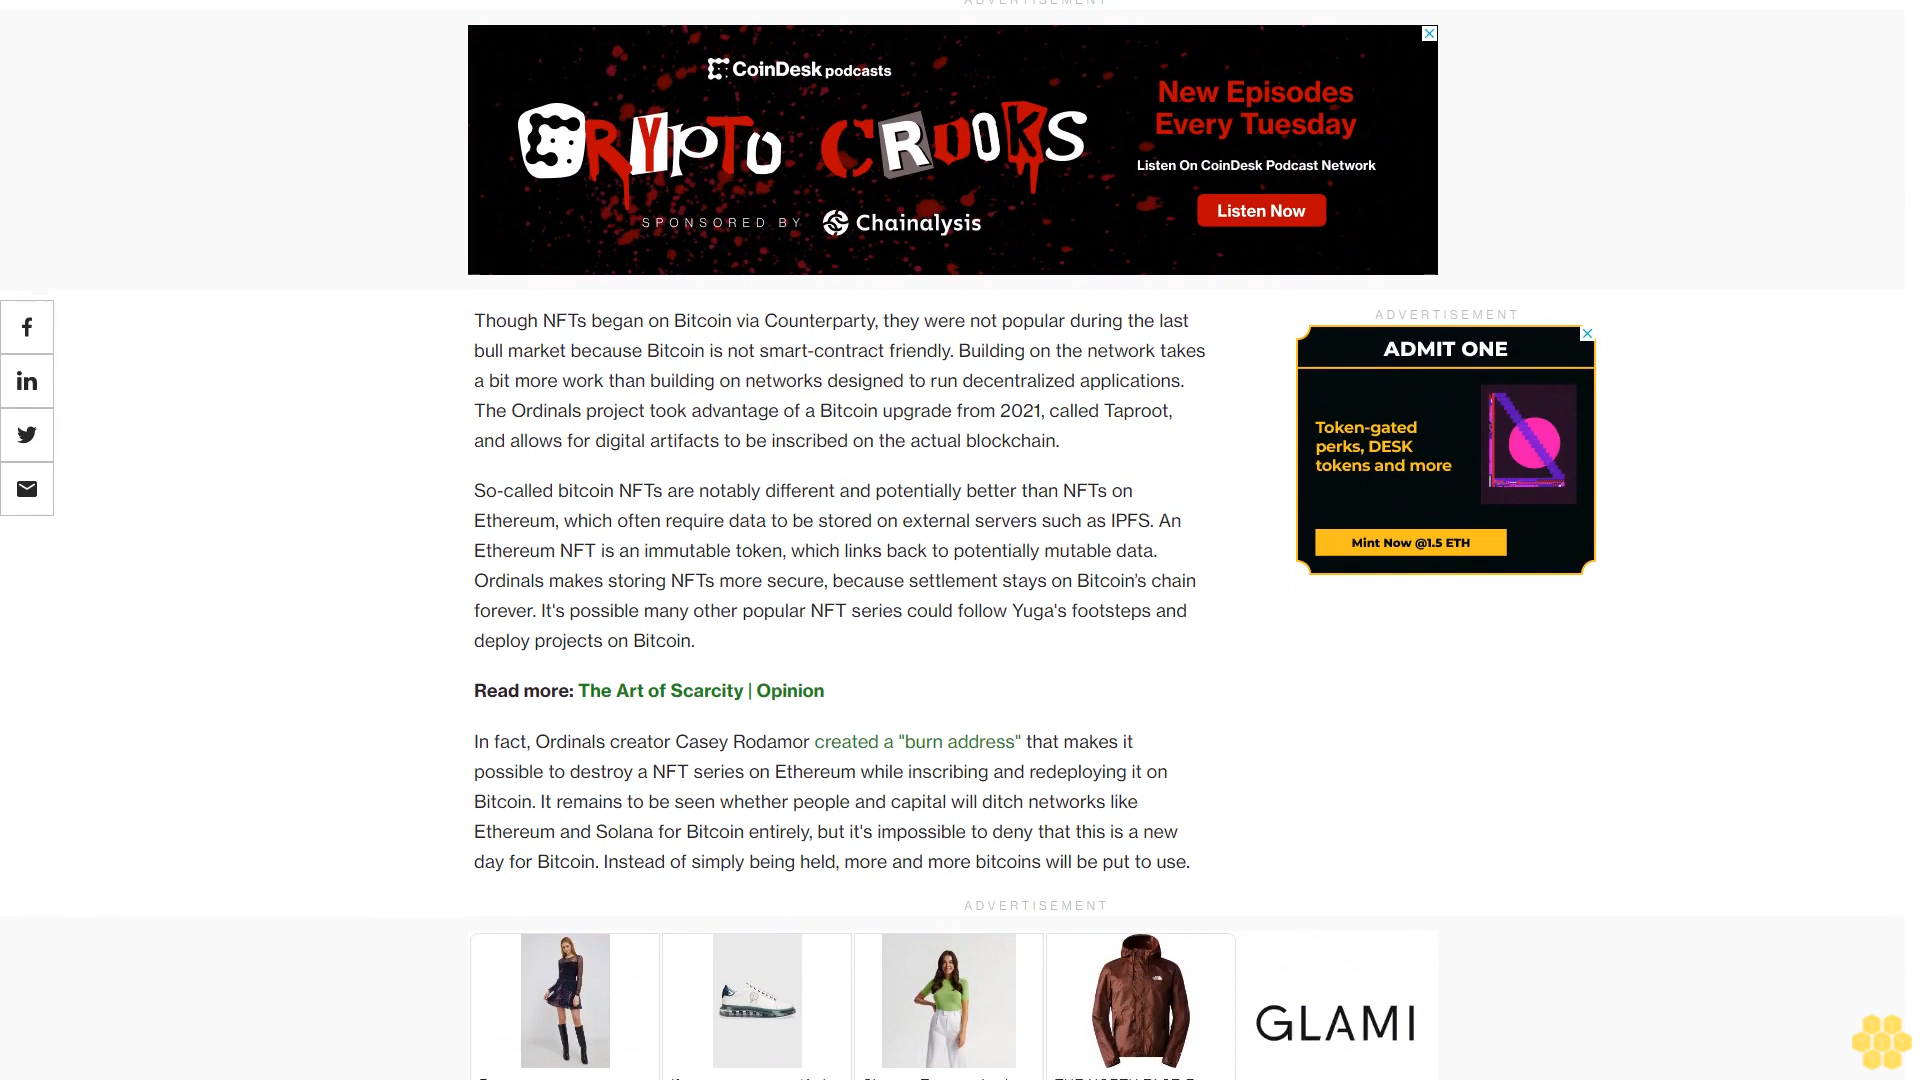 ADVERTISEMENT
CoinDesk podcasts
CRYPTO CROOKS
SPONSORED BY Chainalysis
New Episodes
Every Tuesday
Listen On CoinDesk Podcast Network
Listen Now
Though NFTs began on Bitcoin via Counterparty, they were not popular during the last
bull market because Bitcoin is not smart-contract friendly. Building on the network takes
a bit more work than building on networks designed to run decentralized applications.
The Ordinals project took advantage of a Bitcoin upgrade from 2021, called Taproot,
and allows for digital artifacts to be inscribed on the actual blockchain.
So-called bitcoin NFTs are notably different and potentially better than NFTs on
Ethereum, which often require data to be stored on external servers such as IPFS. An
Ethereum NFT is an immutable token, which links back to potentially mutable data.
Ordinals makes storing NFTs more secure, because settlement stays on Bitcoin’s chain
forever. It's possible many other popular NFT series could follow Yuga's footsteps and
deploy projects on Bitcoin.
Read more: The Art of Scarcity | Opinion
In fact, Ordinals creator Casey Rodamor created a "burn address" that makes it
possible to destroy a NFT series on Ethereum while inscribing and redeploying it on
Bitcoin. It remains to be seen whether people and capital will ditch networks like
Ethereum and Solana for Bitcoin entirely, but it's impossible to deny that this is a new
day for Bitcoin. Instead of simply being held, more and more bitcoins will be put to use.
ADVERTISEMENT
ADMIT ONE
Token-gated
perks, DESK
tokens and more
Mint Now @1.5 ETH
ADVERTISEMENT
GLAMI